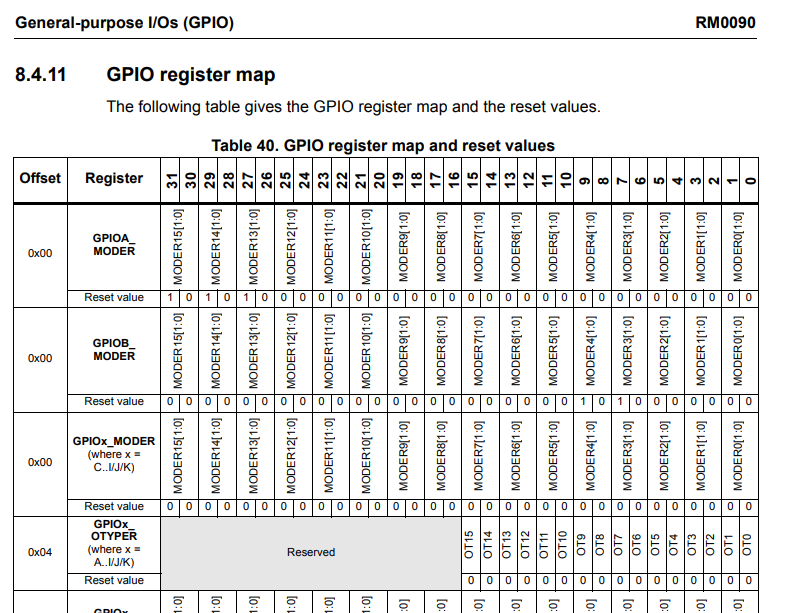 General-purpose I/Os (GPIO) RM0090
8.4.11 GPIO register map
The following table gives the GPIO register map and the reset values.
Table 40. GPIO register map and reset values
Offset Register 31 30 29 28 27 26 25 24 23 22 21 20 19 18 17 16 15 14 13 12 11 10 9 8 7 6 5 4 3 2 1 0
0x00 GPIOA_ MODER15[1:0] MODER14[1:0] MODER13[1:0] MODER12[1:0] MODER11[1:0] MODER10[1:0] MODER9[1:0] MODER8[1:0] MODER7[1:0] MODER6[1:0] MODER5[1:0] MODER4[1:0] MODER3[1:0] MODER2[1:0] MODER1[1:0] MODER0[1:0]
MODER
Reset value 1 0 1 0 1 0 0 0 0 0 0 0 0 0 0 0 0 0 0 0 0 0 0 0 0 0 0 0 0 0 0 0
0x00 GPIOB_ MODER15[1:0] MODER14[1:0] MODER13[1:0] MODER12[1:0] MODER11[1:0] MODER10[1:0] MODER9[1:0] MODER8[1:0] MODER7[1:0] MODER6[1:0] MODER5[1:0] MODER4[1:0] MODER3[1:0] MODER2[1:0] MODER1[1:0] MODER0[1:0]
MODER
Reset value 0 0 0 0 0 0 0 0 0 0 0 0 0 0 0 0 0 0 0 0 0 0 1 0 1 0 0 0 0 0 0 0
0x00 GPIOx_MODER MODER15[1:0] MODER14[1:0] MODER13[1:0] MODER12[1:0] MODER11[1:0] MODER10[1:0] MODER9[1:0] MODER8[1:0] MODER7[1:0] MODER6[1:0] MODER5[1:0] MODER4[1:0] MODER3[1:0] MODER2[1:0] MODER1[1:0] MODER0[1:0]
(where x =
C..I/J/K)
Reset value 0 0 0 0 0 0 0 0 0 0 0 0 0 0 0 0 0 0 0 0 0 0 0 0 0 0 0 0 0 0 0 0
0x04 GPIOx_ Reserved OT15 OT14 OT13 OT12 OT11 OT10 OT9 OT8 OT7 OT6 OT5 OT4 OT3 OT2 OT1 OT0
OTYPER
(where x =
A..I/J/K)
Reset value 0 0 0 0 0 0 0 0 0 0 0 0 0 0 0 0